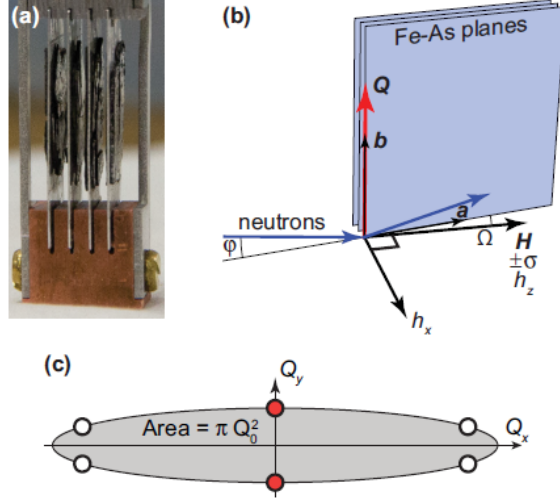 (a)
(b)
Fe-As planes
Q
b
neutrons
φ
a
Ω
H
±σ
h_z
h_x
(c)
Q_y
Area = π Q_0^2
Q_x